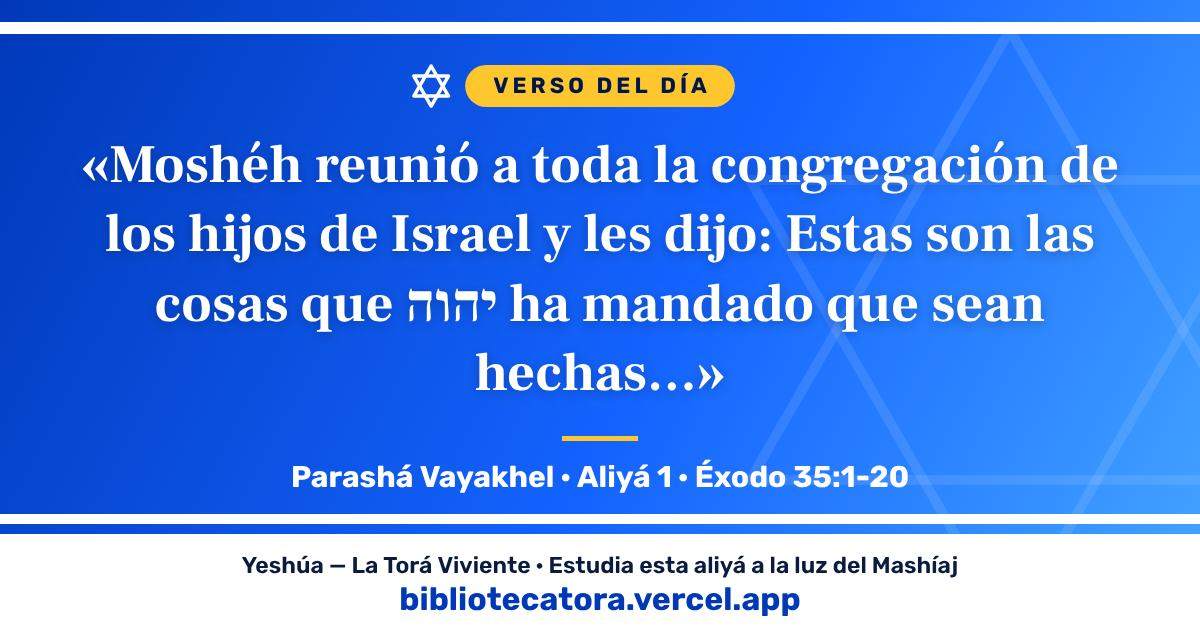 VERSO DEL DÍA
«Moshéh reunió a toda la congregación de
los hijos de Israel y les dijo: Estas son las
cosas que יהוה ha mandado que sean
hechas…»
Parashá Vayakhel • Aliyá 1 • Éxodo 35:1-20
Yeshúa — La Torá Viviente • Estudia esta aliyá a la luz del Mashíaj
bibliotecatora.vercel.app